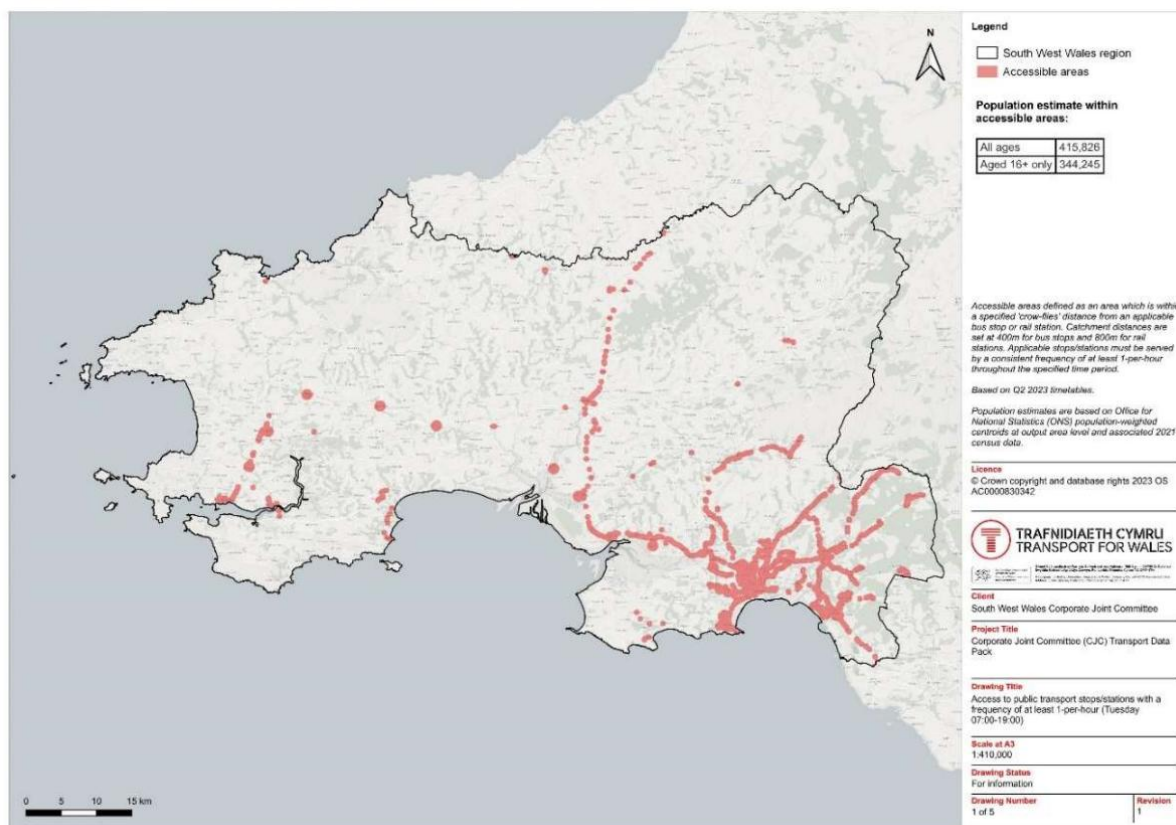 N
0 5 10 15 km
Legend
South West Wales region
Accessible areas
Population estimate within
accessible areas:
All ages 415,826
Aged 16+ only 344,245
Accessible areas defined as an area which is within
a specified 'crow-flies' distance from an applicable
bus stop or rail station. Catchment distances are
set at 400m for bus stops and 800m for rail
stations. Applicable stops/stations must be served
by a consistent frequency of at least 1-per-hour
throughout the specified time period.
Based on Q2 2023 timetables.
Population estimates are based on Office for
National Statistics (ONS) population-weighted
centroids at output area level and associated 2021
census data.
Licence
© Crown copyright and database rights 2023 OS
AC0000830342
TRAFNIDIAETH CYMRU
TRANSPORT FOR WALES
Client
South West Wales Corporate Joint Committee
Project Title
Corporate Joint Committee (CJC) Transport Data
Pack
Drawing Title
Access to public transport stops/stations with a
frequency of at least 1-per-hour (Tuesday
07:00-19:00)
Scale at A3
1:410,000
Drawing Status
For information
Drawing Number
1 of 5
Revision
1